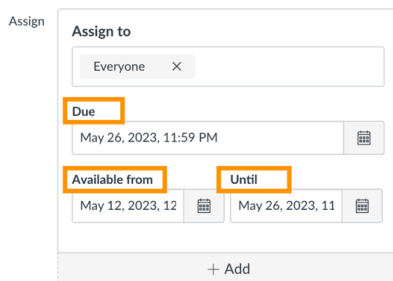 Assign
Assign to
Everyone ×
Due
May 26, 2023, 11:59 PM
Available from Until
May 12, 2023, 12 May 26, 2023, 11
+ Add